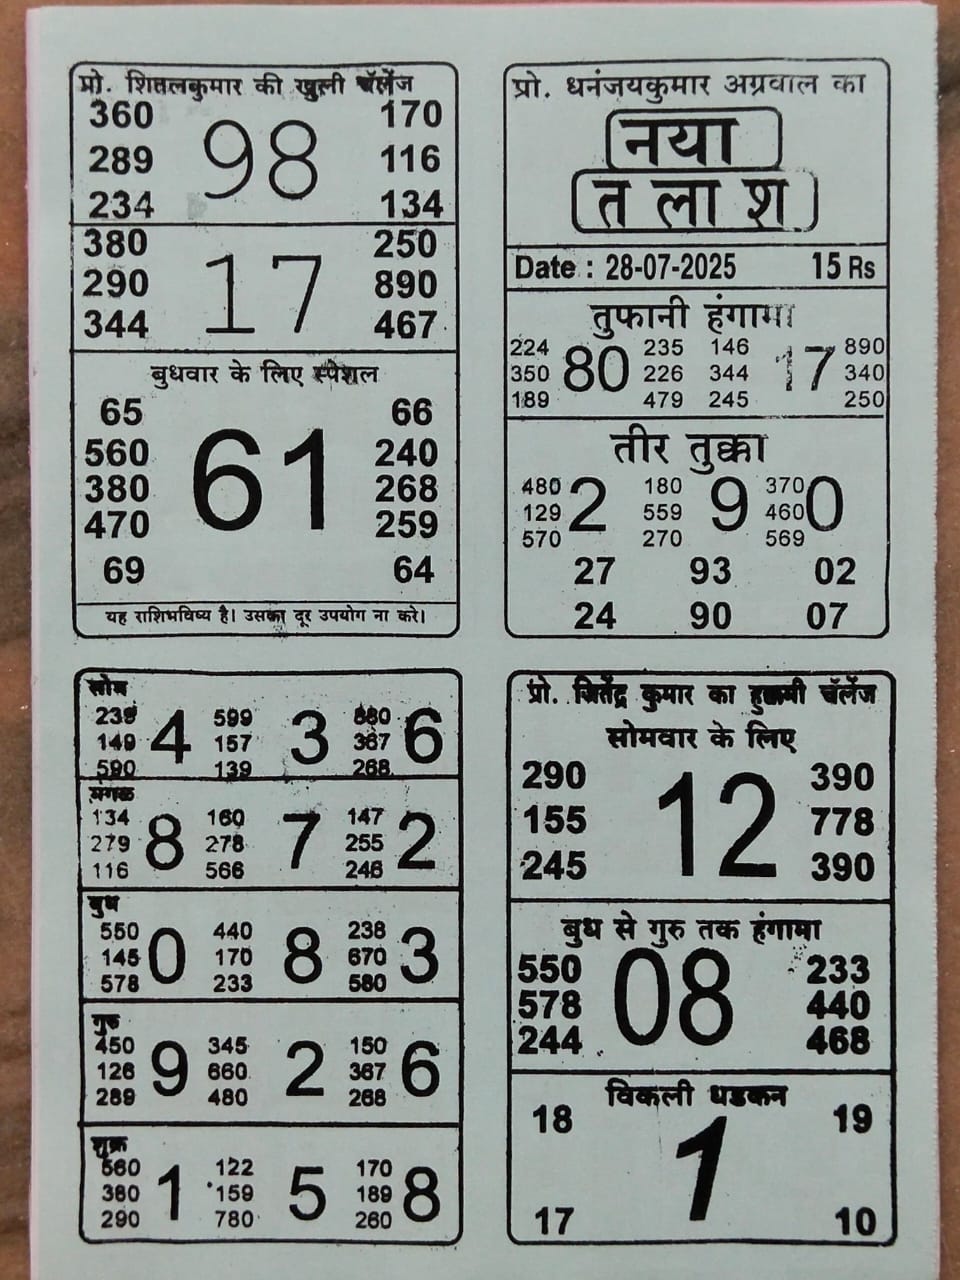 प्रो. शितलकुमार की खुली चॅलेंज
360 98 170
289 116
234 134
380 17 250
290 890
344 467
बुधवार के लिए स्पेशल
65 61 66
560 240
380 268
470 259
69 64
यह राशिभविष्य है। उसका दूर उपयोग ना करे।
प्रो. धनंजयकुमार अग्रवाल का
नया
त ला श
Date : 28-07-2025 15 Rs
तुफानी हंगामा
224 80 235 146 17 890
350 226 344 340
189 479 245 250
तीर तुक्का
480 2 180 9 370 0
129 559 460
570 270 569
27 93 02
24 90 07
सोम
239 4 599 3 880 6
149 157 367
590 139 268
मंगळ
134 8 160 7 147 2
279 278 255
116 566 246
बुध
550 0 440 8 238 3
145 170 670
578 233 580
गुरु
450 9 345 2 150 6
126 660 367
289 480 268
शुक्र
560 1 122 5 170 8
380 159 189
290 780 260
प्रो. जितेंद्र कुमार का हुकमी चॅलेंज
सोमवार के लिए
290 12 390
155 778
245 390
बुध से गुरु तक हंगामा
550 08 233
578 440
244 468
विकली धडकन
18 1 19
17 10